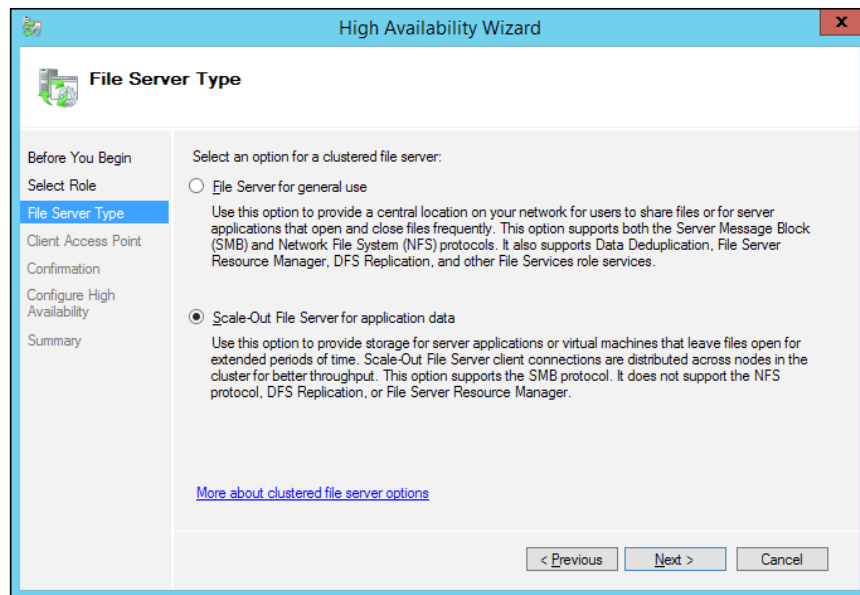 High Availability Wizard
x
File Server Type
Before You Begin
Select Role
File Server Type
Client Access Point
Confirmation
Configure High
Availability
Summary
Select an option for a clustered file server:
File Server for general use
Use this option to provide a central location on your network for users to share files or for server
applications that open and close files frequently. This option supports both the Server Message Block
(SMB) and Network File System (NFS) protocols. It also supports Data Deduplication, File Server
Resource Manager, DFS Replication, and other File Services role services.
Scale-Out File Server for application data
Use this option to provide storage for server applications or virtual machines that leave files open for
extended periods of time. Scale-Out File Server client connections are distributed across nodes in the
cluster for better throughput. This option supports the SMB protocol. It does not support the NFS
protocol, DFS Replication, or File Server Resource Manager.
More about clustered file server options
< Previous
Next >
Cancel